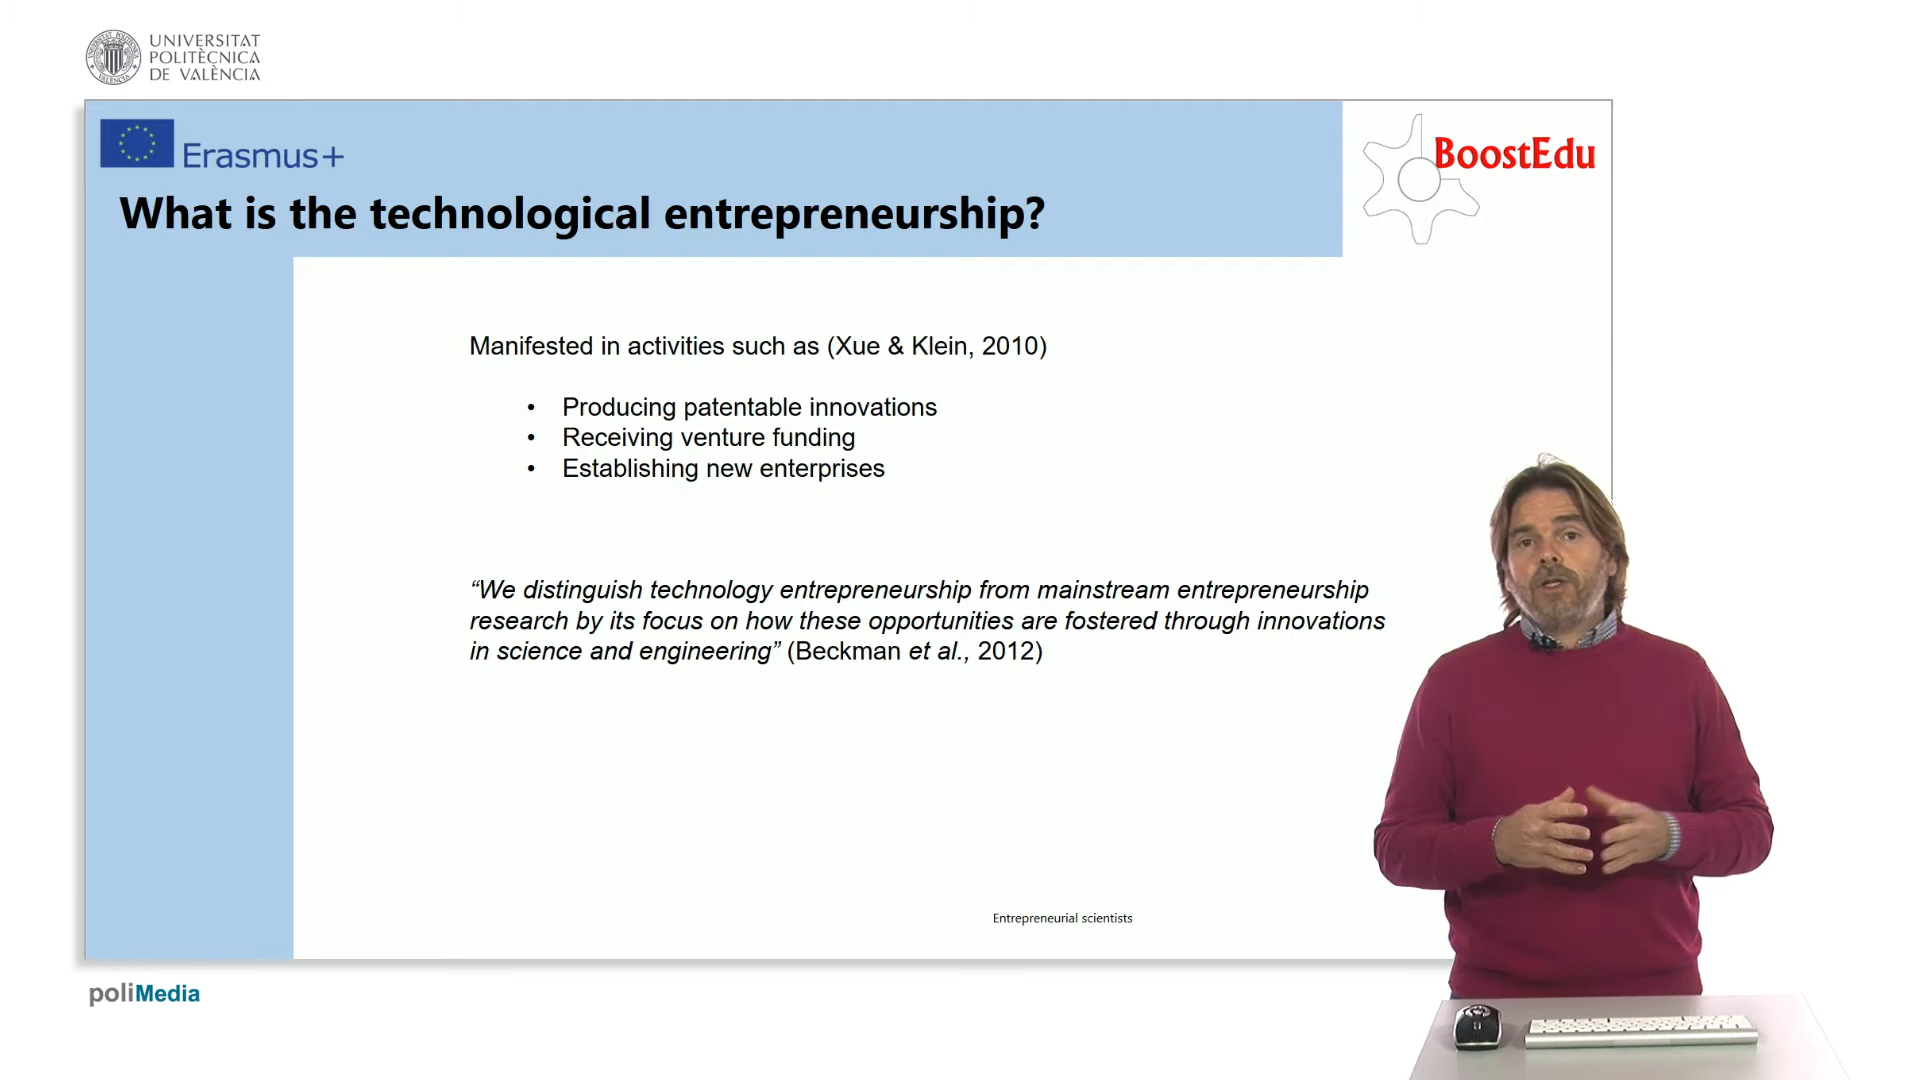 UNIVERSITAT
POLITÈCNICA
DE VALÈNCIA
Erasmus+
BoostEdu
What is the technological entrepreneurship?
Manifested in activities such as (Xue & Klein, 2010)
• Producing patentable innovations
• Receiving venture funding
• Establishing new enterprises
“We distinguish technology entrepreneurship from mainstream entrepreneurship
research by its focus on how these opportunities are fostered through innovations
in science and engineering” (Beckman et al., 2012)
Entrepreneurial scientists
poliMedia